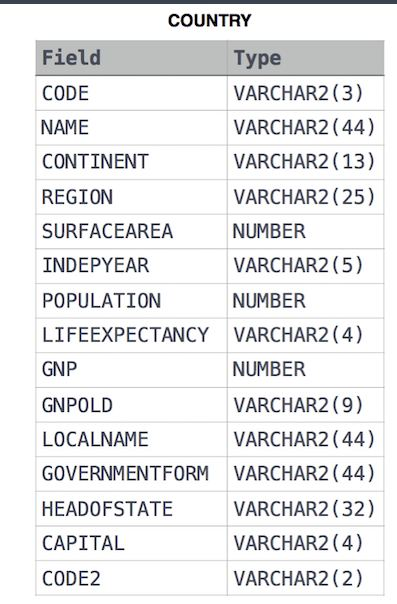 COUNTRY
Field Type
CODE VARCHAR2(3)
NAME VARCHAR2(44)
CONTINENT VARCHAR2(13)
REGION VARCHAR2(25)
SURFACEAREA NUMBER
INDEPYEAR VARCHAR2(5)
POPULATION NUMBER
LIFEEXPECTANCY VARCHAR2(4)
GNP NUMBER
GNPOLD VARCHAR2(9)
LOCALNAME VARCHAR2(44)
GOVERNMENTFORM VARCHAR2(44)
HEADOFSTATE VARCHAR2(32)
CAPITAL VARCHAR2(4)
CODE2 VARCHAR2(2)